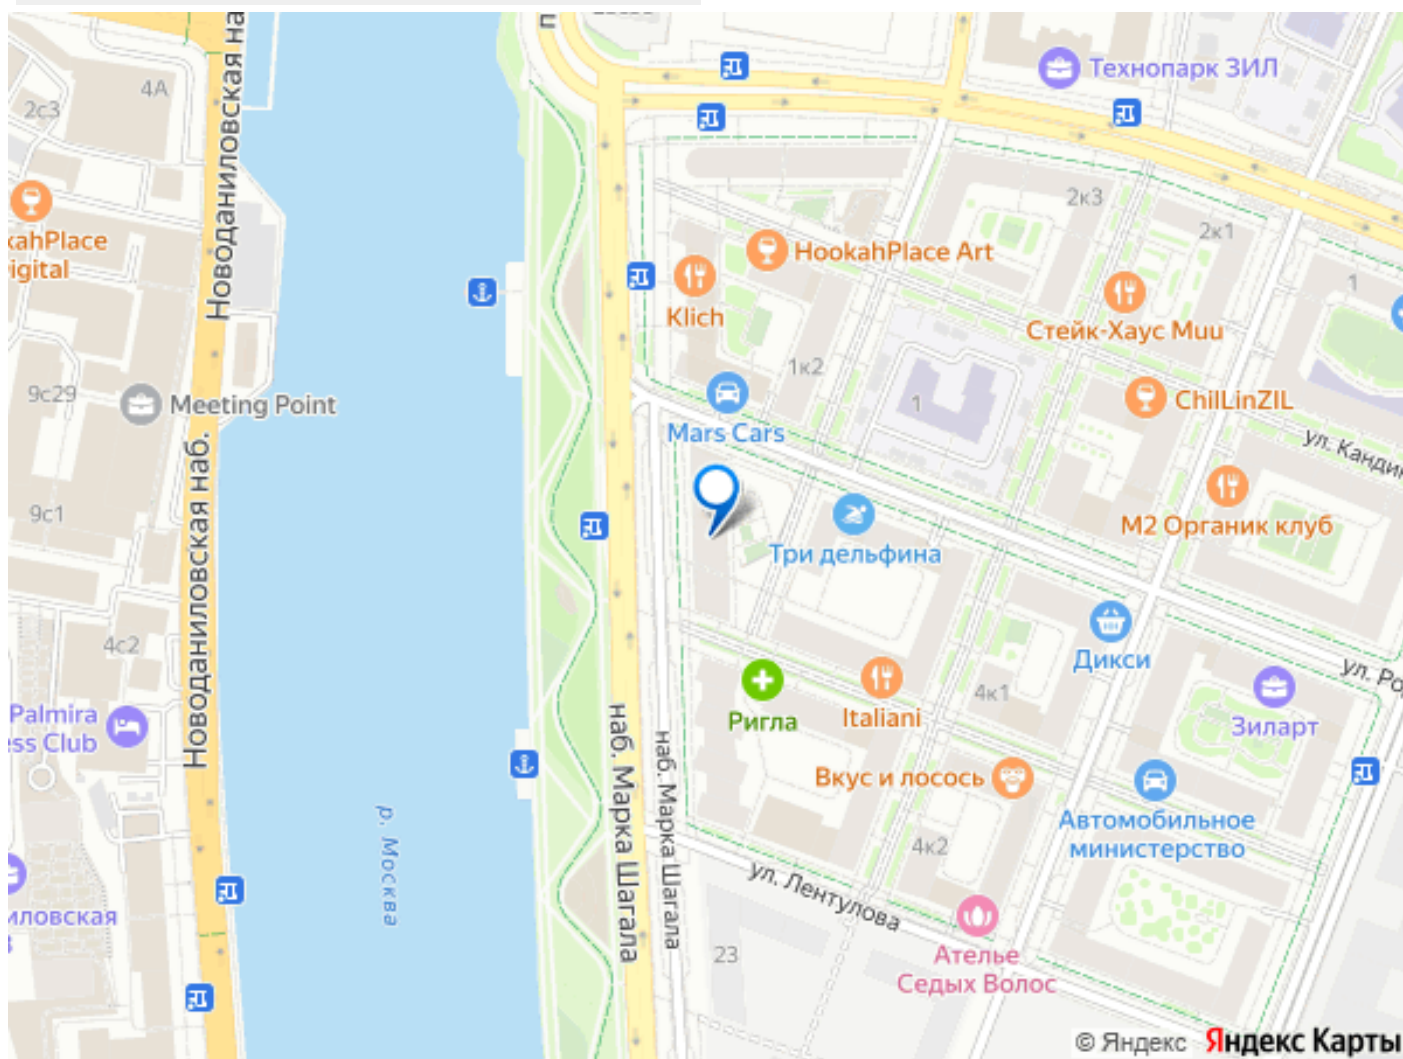 4А
2с3
Новоданиловская на
Технопарк ЗИЛ
2к3
2к1
kahPlace
igital
HookahPlace Art
Klich
Стейк-Хаус Muu
1
1к2
9с29
Meeting Point
Mars Cars
1
ChilLinZIL
ул. Кандин
М2 Органик клуб
9с1
Новоданиловская наб.
Три дельфина
4с2
Дикси
ул. Ро
4к1
Ригла
Italiani
Зиларт
Palmira
ess Club
наб. Марка Шагала
наб. Марка Шагала
Вкус и лосось
Автомобильное
министерство
р. Москва
4к2
ул. Лентулова
иловская
23
Ателье
Седых Волос
© Яндекс Яндекс Карты